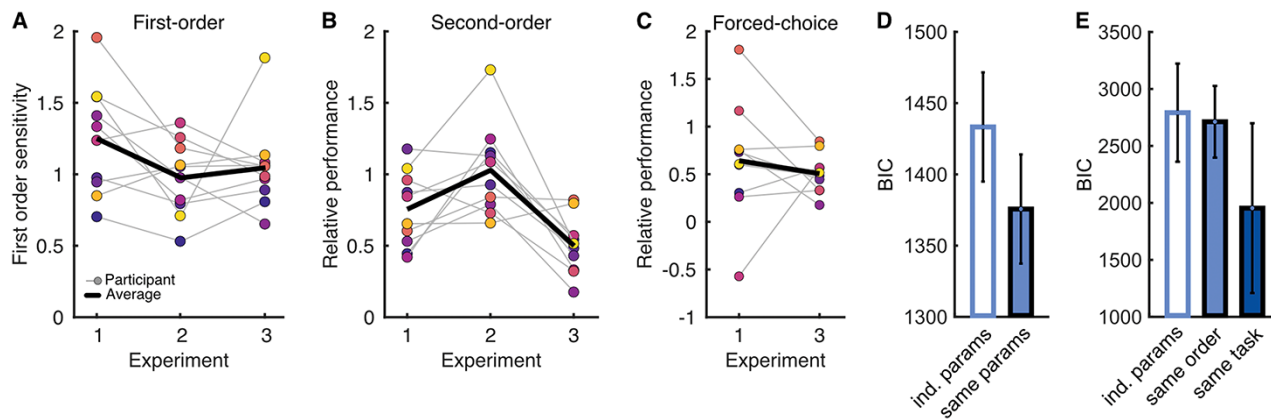 A First-order
2
1.5
1
0.5
0
First order sensitivity
Participant
Average
1 2 3
Experiment
B Second-order
2
1.5
1
0.5
0
Relative performance
1 2 3
Experiment
C Forced-choice
2
1.5
1
0.5
0
-0.5
-1
Relative performance
1 3
Experiment
D
1500
1450
1400
1350
1300
BIC
ind. params
same params
E
3500
3000
2500
2000
1500
1000
BIC
ind. params
same order
same task